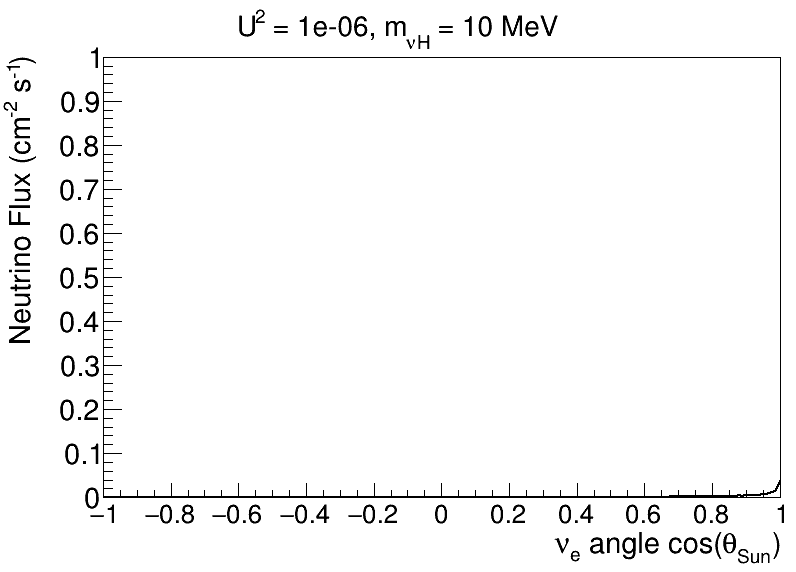 U² = 1e-06, m_νH = 10 MeV
Neutrino Flux (cm⁻² s⁻¹)
1
0.9
0.8
0.7
0.6
0.5
0.4
0.3
0.2
0.1
0
−1 −0.8 −0.6 −0.4 −0.2 0 0.2 0.4 0.6 0.8 1
ν_e angle cos(θ_Sun)